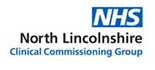 NHS
North Lincolnshire
Clinical Commissioning Group